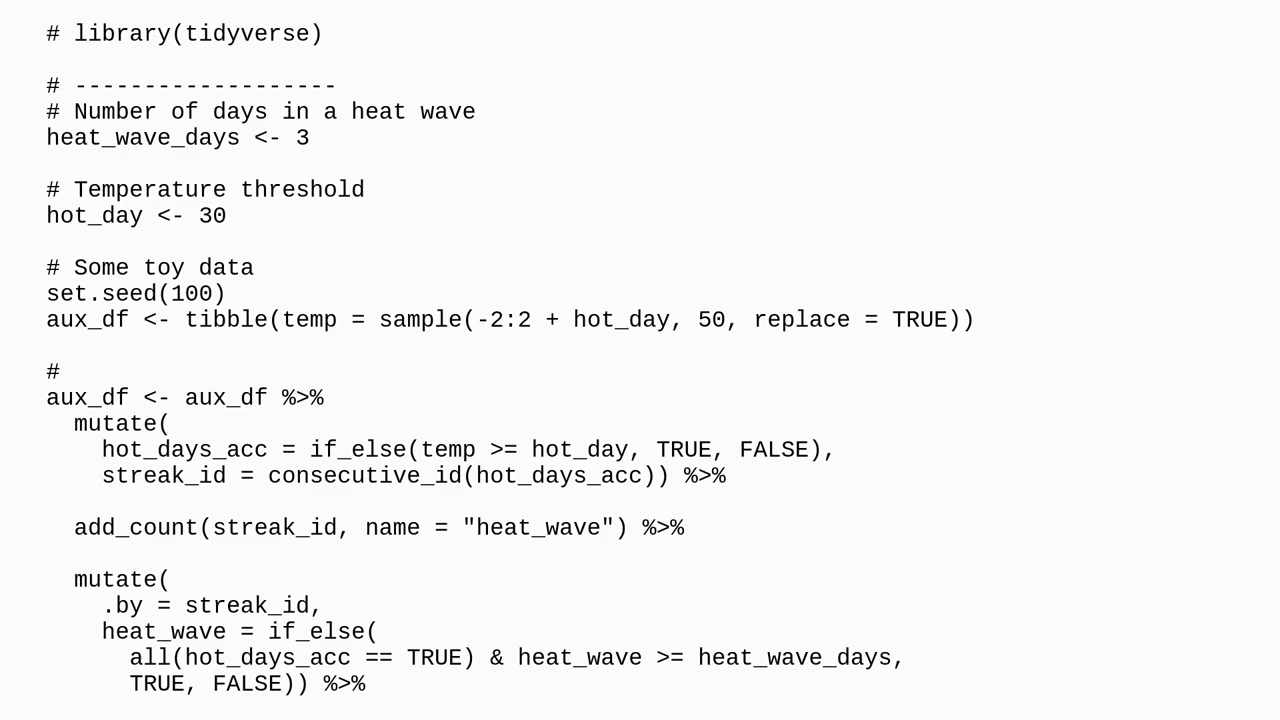 # library(tidyverse)
# -------------------
# Number of days in a heat wave
heat_wave_days <- 3
# Temperature threshold
hot_day <- 30
# Some toy data
set.seed(100)
aux_df <- tibble(temp = sample(-2:2 + hot_day, 50, replace = TRUE))
#
aux_df <- aux_df %>%
  mutate(
    hot_days_acc = if_else(temp >= hot_day, TRUE, FALSE),
    streak_id = consecutive_id(hot_days_acc)) %>%
  add_count(streak_id, name = "heat_wave") %>%
  mutate(
    .by = streak_id,
    heat_wave = if_else(
      all(hot_days_acc == TRUE) & heat_wave >= heat_wave_days,
      TRUE, FALSE)) %>%